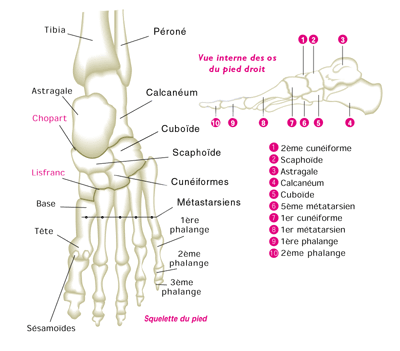 Tibia
Péroné
Astragale
Calcanéum
Chopart
Cuboïde
Scaphoïde
Lisfranc
Cunéiformes
Base
Métatarsiens
1ère
phalange
Tête
2ème
phalange
3ème
phalange
Sésamoïdes
Squelette du pied
Vue interne des os
du pied droit
1 2 3
10 9 8 7 6 5 4
1 2ème cunéiforme
2 Scaphoïde
3 Astragale
4 Calcanéum
5 Cuboïde
6 5ème métatarsien
7 1er cunéiforme
8 1er métatarsien
9 1ère phalange
10 2ème phalange